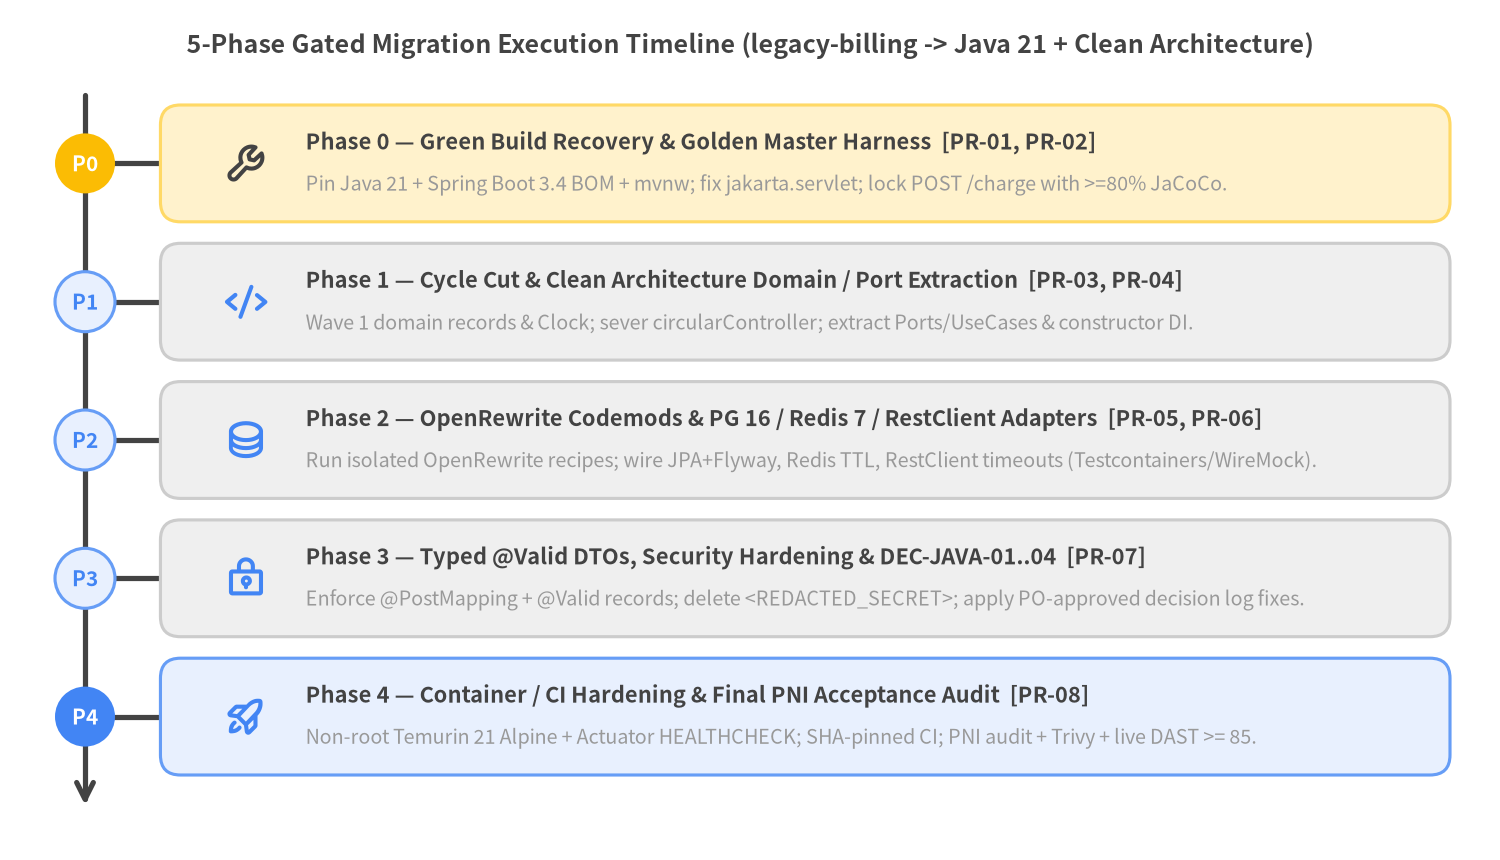 5-Phase Gated Migration Execution Timeline (legacy-billing -> Java 21 + Clean Architecture)
P0
Phase 0 — Green Build Recovery & Golden Master Harness [PR-01, PR-02]
Pin Java 21 + Spring Boot 3.4 BOM + mvnw; fix jakarta.servlet; lock POST /charge with >=80% JaCoCo.
P1
Phase 1 — Cycle Cut & Clean Architecture Domain / Port Extraction [PR-03, PR-04]
Wave 1 domain records & Clock; sever circularController; extract Ports/UseCases & constructor DI.
P2
Phase 2 — OpenRewrite Codemods & PG 16 / Redis 7 / RestClient Adapters [PR-05, PR-06]
Run isolated OpenRewrite recipes; wire JPA+Flyway, Redis TTL, RestClient timeouts (Testcontainers/WireMock).
P3
Phase 3 — Typed @Valid DTOs, Security Hardening & DEC-JAVA-01..04 [PR-07]
Enforce @PostMapping + @Valid records; delete <REDACTED_SECRET>; apply PO-approved decision log fixes.
P4
Phase 4 — Container / CI Hardening & Final PNI Acceptance Audit [PR-08]
Non-root Temurin 21 Alpine + Actuator HEALTHCHECK; SHA-pinned CI; PNI audit + Trivy + live DAST >= 85.